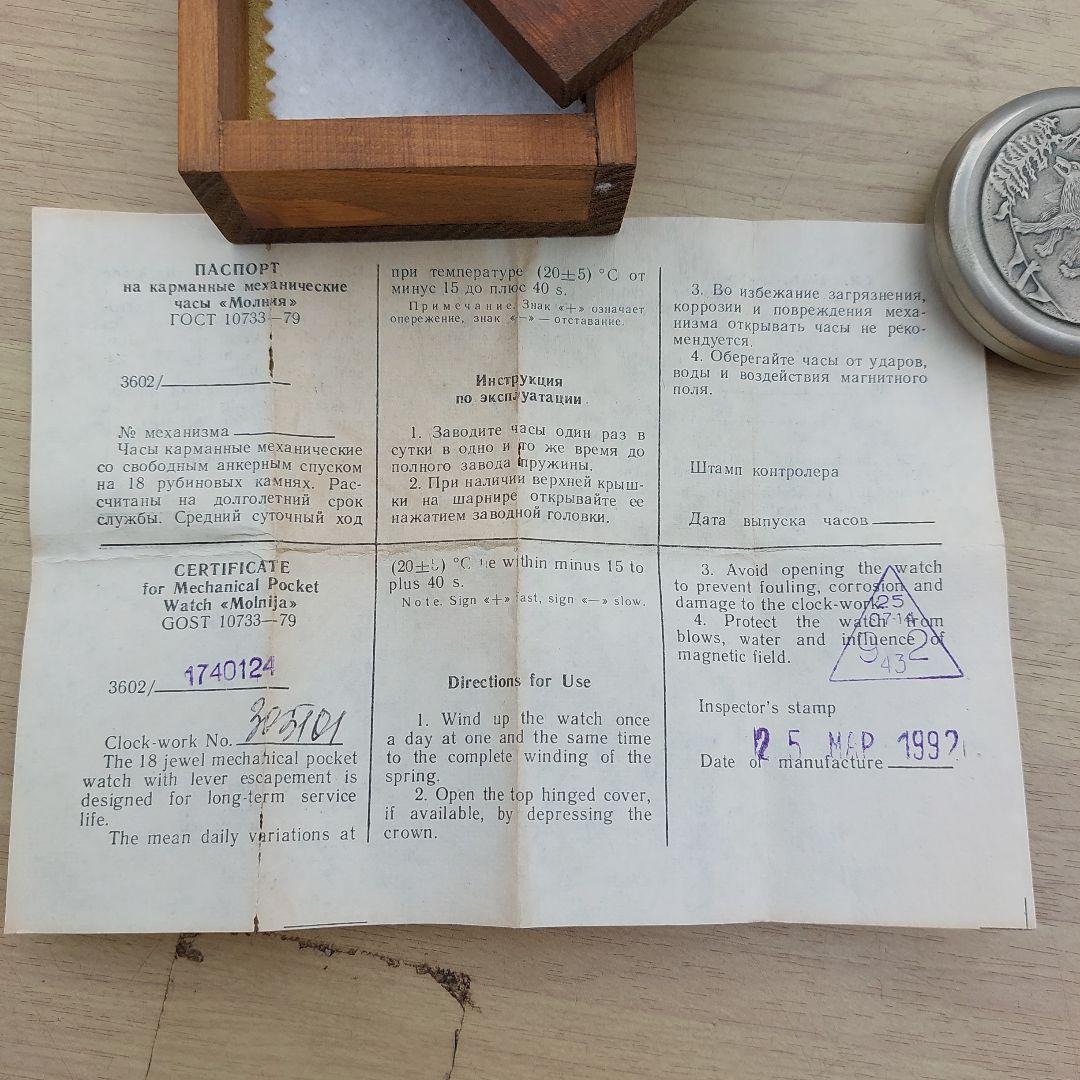 ПАСПОРТ
на карманные механические
часы «Молния»
ГОСТ 10733—79
3602/
№ механизма
Часы карманные механические
со свободным анкерным спуском
на 18 рубиновых камнях. Рас-
считаны на долголетний срок
службы. Средний суточный ход
при температуре (20±5) °C от
минус 15 до плюс 40 s.
Примечание. Знак «+» означает
опережение, знак «—» — отставание.
Инструкция
по эксплуатации
1. Заводите часы один раз в
сутки в одно и то же время до
полного завода пружины.
2. При наличии верхней крыш-
ки на шарнире открывайте ее
нажатием заводной головки.
3. Во избежание загрязнения,
коррозии и повреждения меха-
низма открывать часы не реко-
мендуется.
4. Оберегайте часы от ударов,
воды и воздействия магнитного
поля.
Штамп контролера
Дата выпуска часов
CERTIFICATE
for Mechanical Pocket
Watch «Molnija»
GOST 10733—79
3602/ 1740124
Clock-work No. 305101
The 18 jewel mechanical pocket
watch with lever escapement is
designed for long-term service
life.
The mean daily variations at
(20±5) °C be within minus 15 to
plus 40 s.
Note. Sign «+» fast, sign «—» slow.
Directions for Use
1. Wind up the watch once
a day at one and the same time
to the complete winding of the
spring.
2. Open the top hinged cover,
if available, by depressing the
crown.
3. Avoid opening the watch
to prevent fouling, corrosion and
damage to the clock-work.
4. Protect the watch from
blows, water and influence of
magnetic field.
25
9 2
43
Inspector's stamp
25 МАР 1992
Date of manufacture